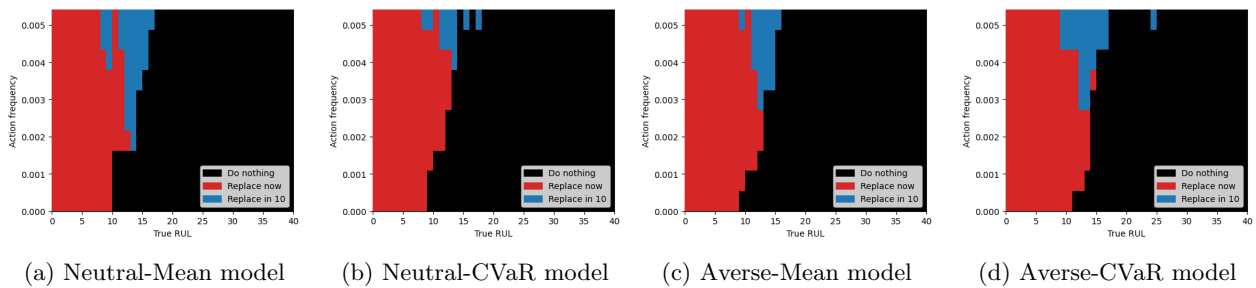 0.005
0.004
0.003
0.002
0.001
0.000
Action frequency
0 5 10 15 20 25 30 35 40
True RUL
Do nothing
Replace now
Replace in 10
(a) Neutral-Mean model
0.005
0.004
0.003
0.002
0.001
0.000
Action frequency
0 5 10 15 20 25 30 35 40
True RUL
Do nothing
Replace now
Replace in 10
(b) Neutral-CVaR model
0.005
0.004
0.003
0.002
0.001
0.000
Action frequency
0 5 10 15 20 25 30 35 40
True RUL
Do nothing
Replace now
Replace in 10
(c) Averse-Mean model
0.005
0.004
0.003
0.002
0.001
0.000
Action frequency
0 5 10 15 20 25 30 35 40
True RUL
Do nothing
Replace now
Replace in 10
(d) Averse-CVaR model